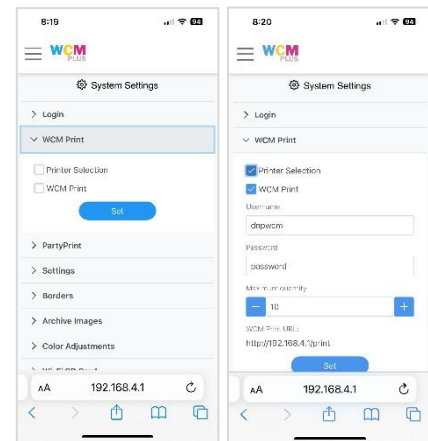 8:19
94
WCM
PLUS
System Settings
> Login
WCM Print
Printer Selection
WCM Print
Set
> PartyPrint
> Settings
> Borders
> Archive Images
> Color Adjustments
AA 192.168.4.1
8:20
94
WCM
PLUS
System Settings
> Login
WCM Print
Printer Selection
WCM Print
Username
dnpwcm
Password
password
Maximum quantity
10
WCM Print URL:
http://192.168.4.1/print
Set
AA 192.168.4.1